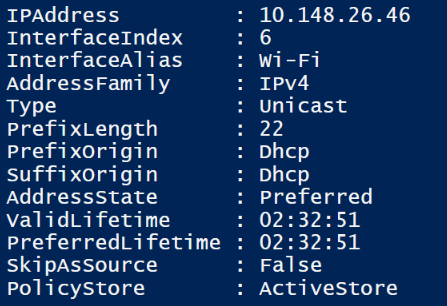 IPAddress : 10.148.26.46
InterfaceIndex : 6
InterfaceAlias : Wi-Fi
AddressFamily : IPv4
Type : Unicast
PrefixLength : 22
PrefixOrigin : Dhcp
SuffixOrigin : Dhcp
AddressState : Preferred
ValidLifetime : 02:32:51
PreferredLifetime : 02:32:51
SkipAsSource : False
PolicyStore : ActiveStore